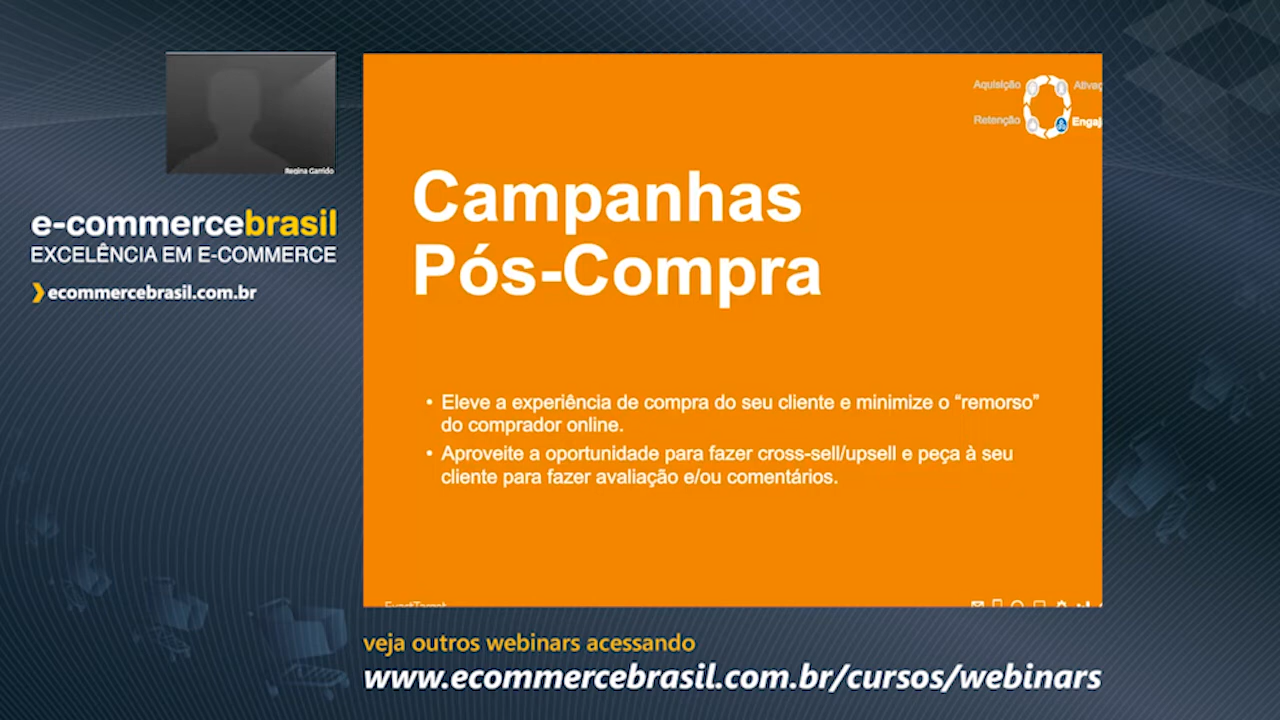 Regina Garrido
e-commercebrasil
EXCELÊNCIA EM E-COMMERCE
ecommercebrasil.com.br
Aquisição
Retenção
Campanhas
Pós-Compra
• Eleve a experiência de compra do seu cliente e minimize o “remorso”
do comprador online.
• Aproveite a oportunidade para fazer cross-sell/upsell e peça à seu
cliente para fazer avaliação e/ou comentários.
veja outros webinars acessando
www.ecommercebrasil.com.br/cursos/webinars